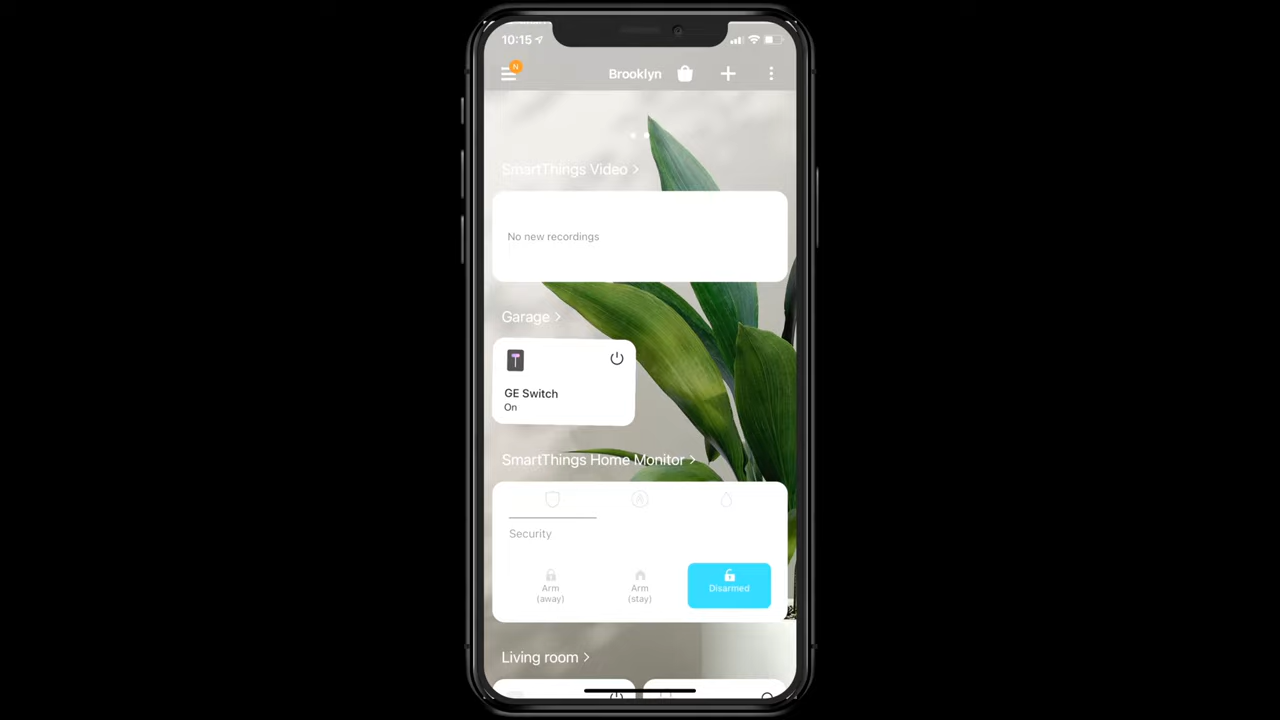 10:15
N
Brooklyn
SmartThings Video
No new recordings
Garage
GE Switch
On
SmartThings Home Monitor
Security
Arm
(away)
Arm
(stay)
Disarmed
Living room